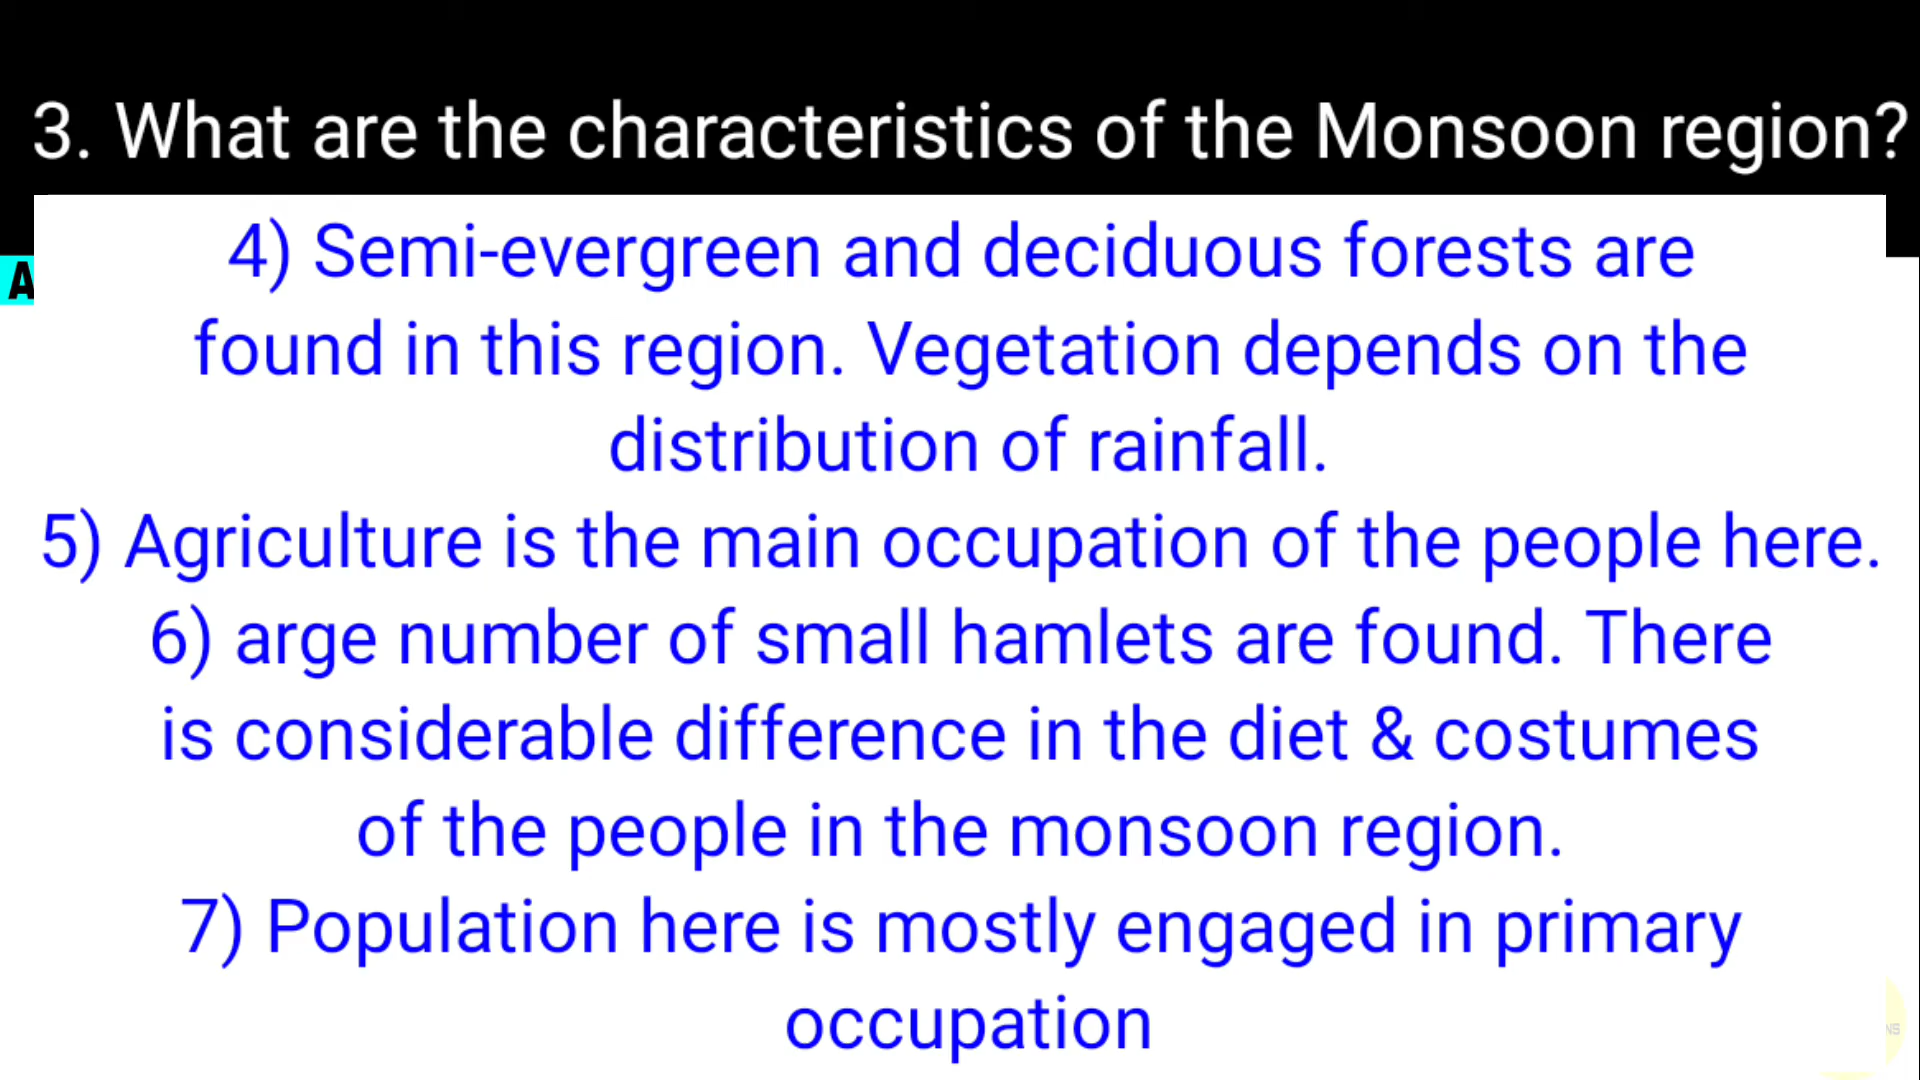 3. What are the characteristics of the Monsoon region?
A
4) Semi-evergreen and deciduous forests are
found in this region. Vegetation depends on the
distribution of rainfall.
5) Agriculture is the main occupation of the people here.
6) arge number of small hamlets are found. There
is considerable difference in the diet & costumes
of the people in the monsoon region.
7) Population here is mostly engaged in primary
occupation